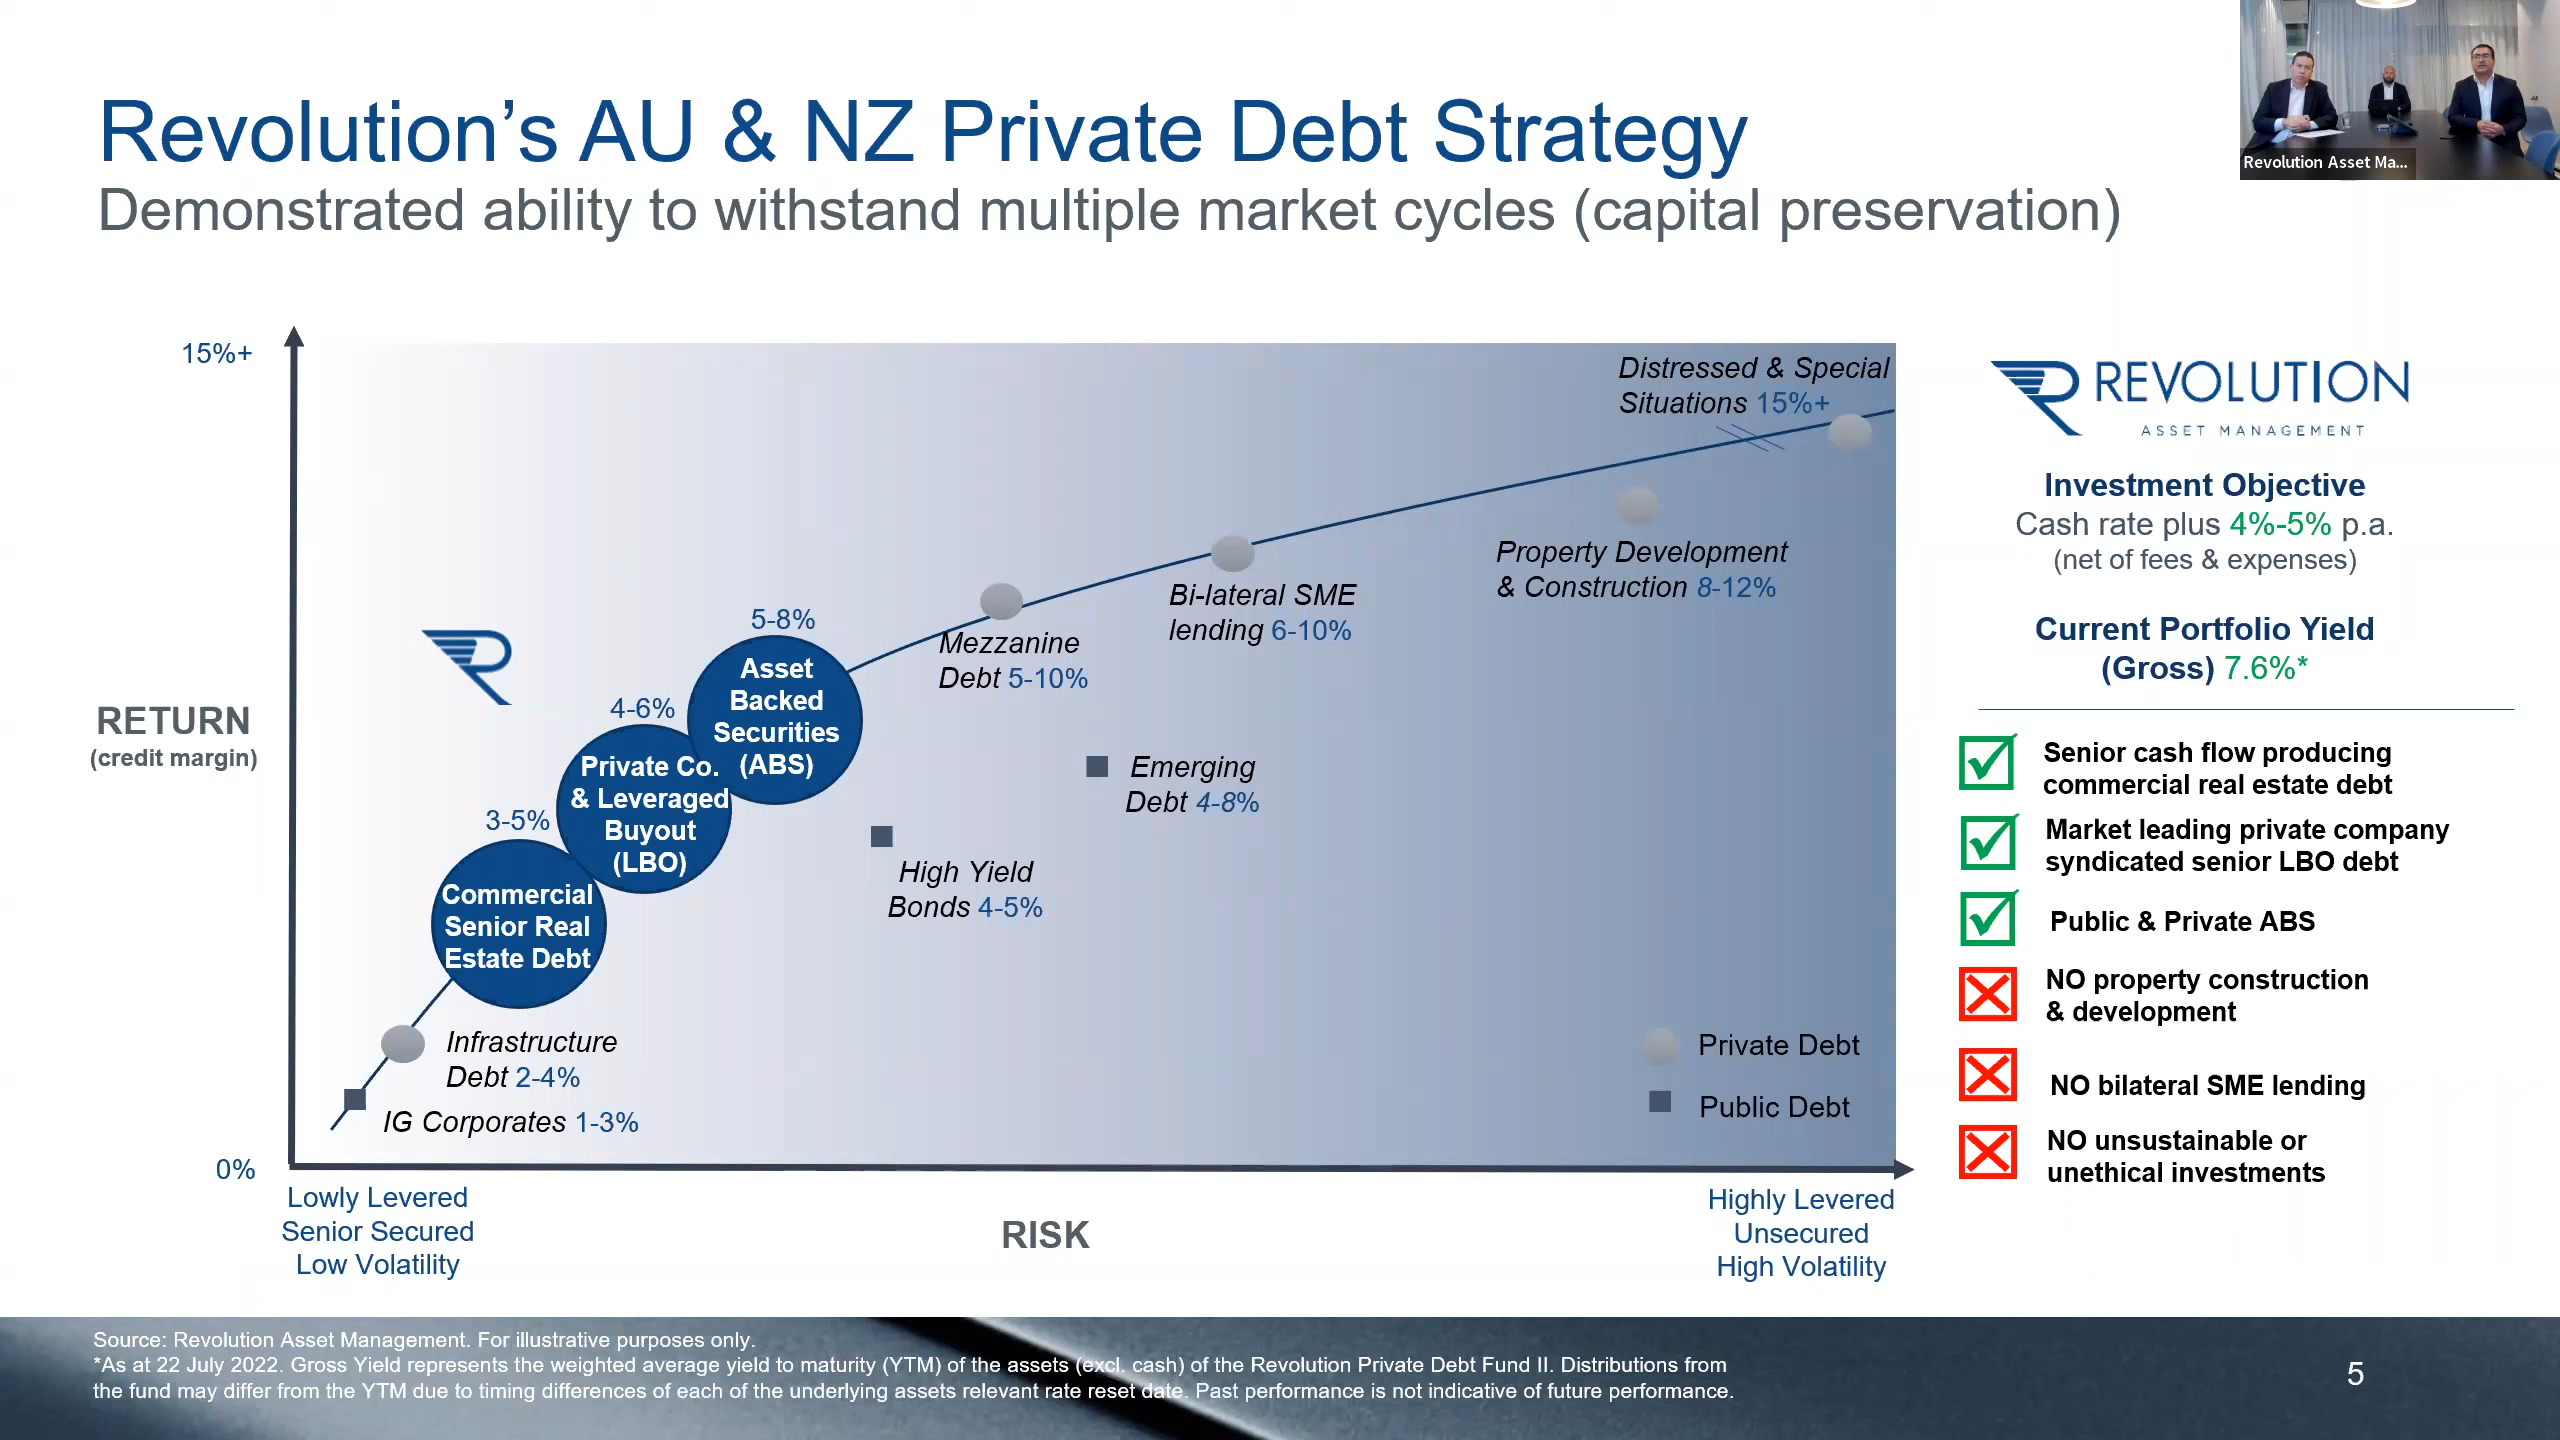 Revolution Asset Ma...
Revolution’s AU & NZ Private Debt Strategy
Demonstrated ability to withstand multiple market cycles (capital preservation)
15%+
RETURN
(credit margin)
0%
Distressed & Special
Situations 15%+
Property Development
& Construction 8-12%
Bi-lateral SME
lending 6-10%
Mezzanine
Debt 5-10%
5-8%
Asset
Backed
Securities
(ABS)
4-6%
Private Co.
& Leveraged
Buyout
(LBO)
3-5%
Commercial
Senior Real
Estate Debt
Emerging
Debt 4-8%
High Yield
Bonds 4-5%
Infrastructure
Debt 2-4%
IG Corporates 1-3%
Private Debt
Public Debt
Lowly Levered
Senior Secured
Low Volatility
RISK
Highly Levered
Unsecured
High Volatility
REVOLUTION
ASSET MANAGEMENT
Investment Objective
Cash rate plus 4%-5% p.a.
(net of fees & expenses)
Current Portfolio Yield
(Gross) 7.6%*
Senior cash flow producing
commercial real estate debt
Market leading private company
syndicated senior LBO debt
Public & Private ABS
NO property construction
& development
NO bilateral SME lending
NO unsustainable or
unethical investments
Source: Revolution Asset Management. For illustrative purposes only.
*As at 22 July 2022. Gross Yield represents the weighted average yield to maturity (YTM) of the assets (excl. cash) of the Revolution Private Debt Fund II. Distributions from
the fund may differ from the YTM due to timing differences of each of the underlying assets relevant rate reset date. Past performance is not indicative of future performance.
5